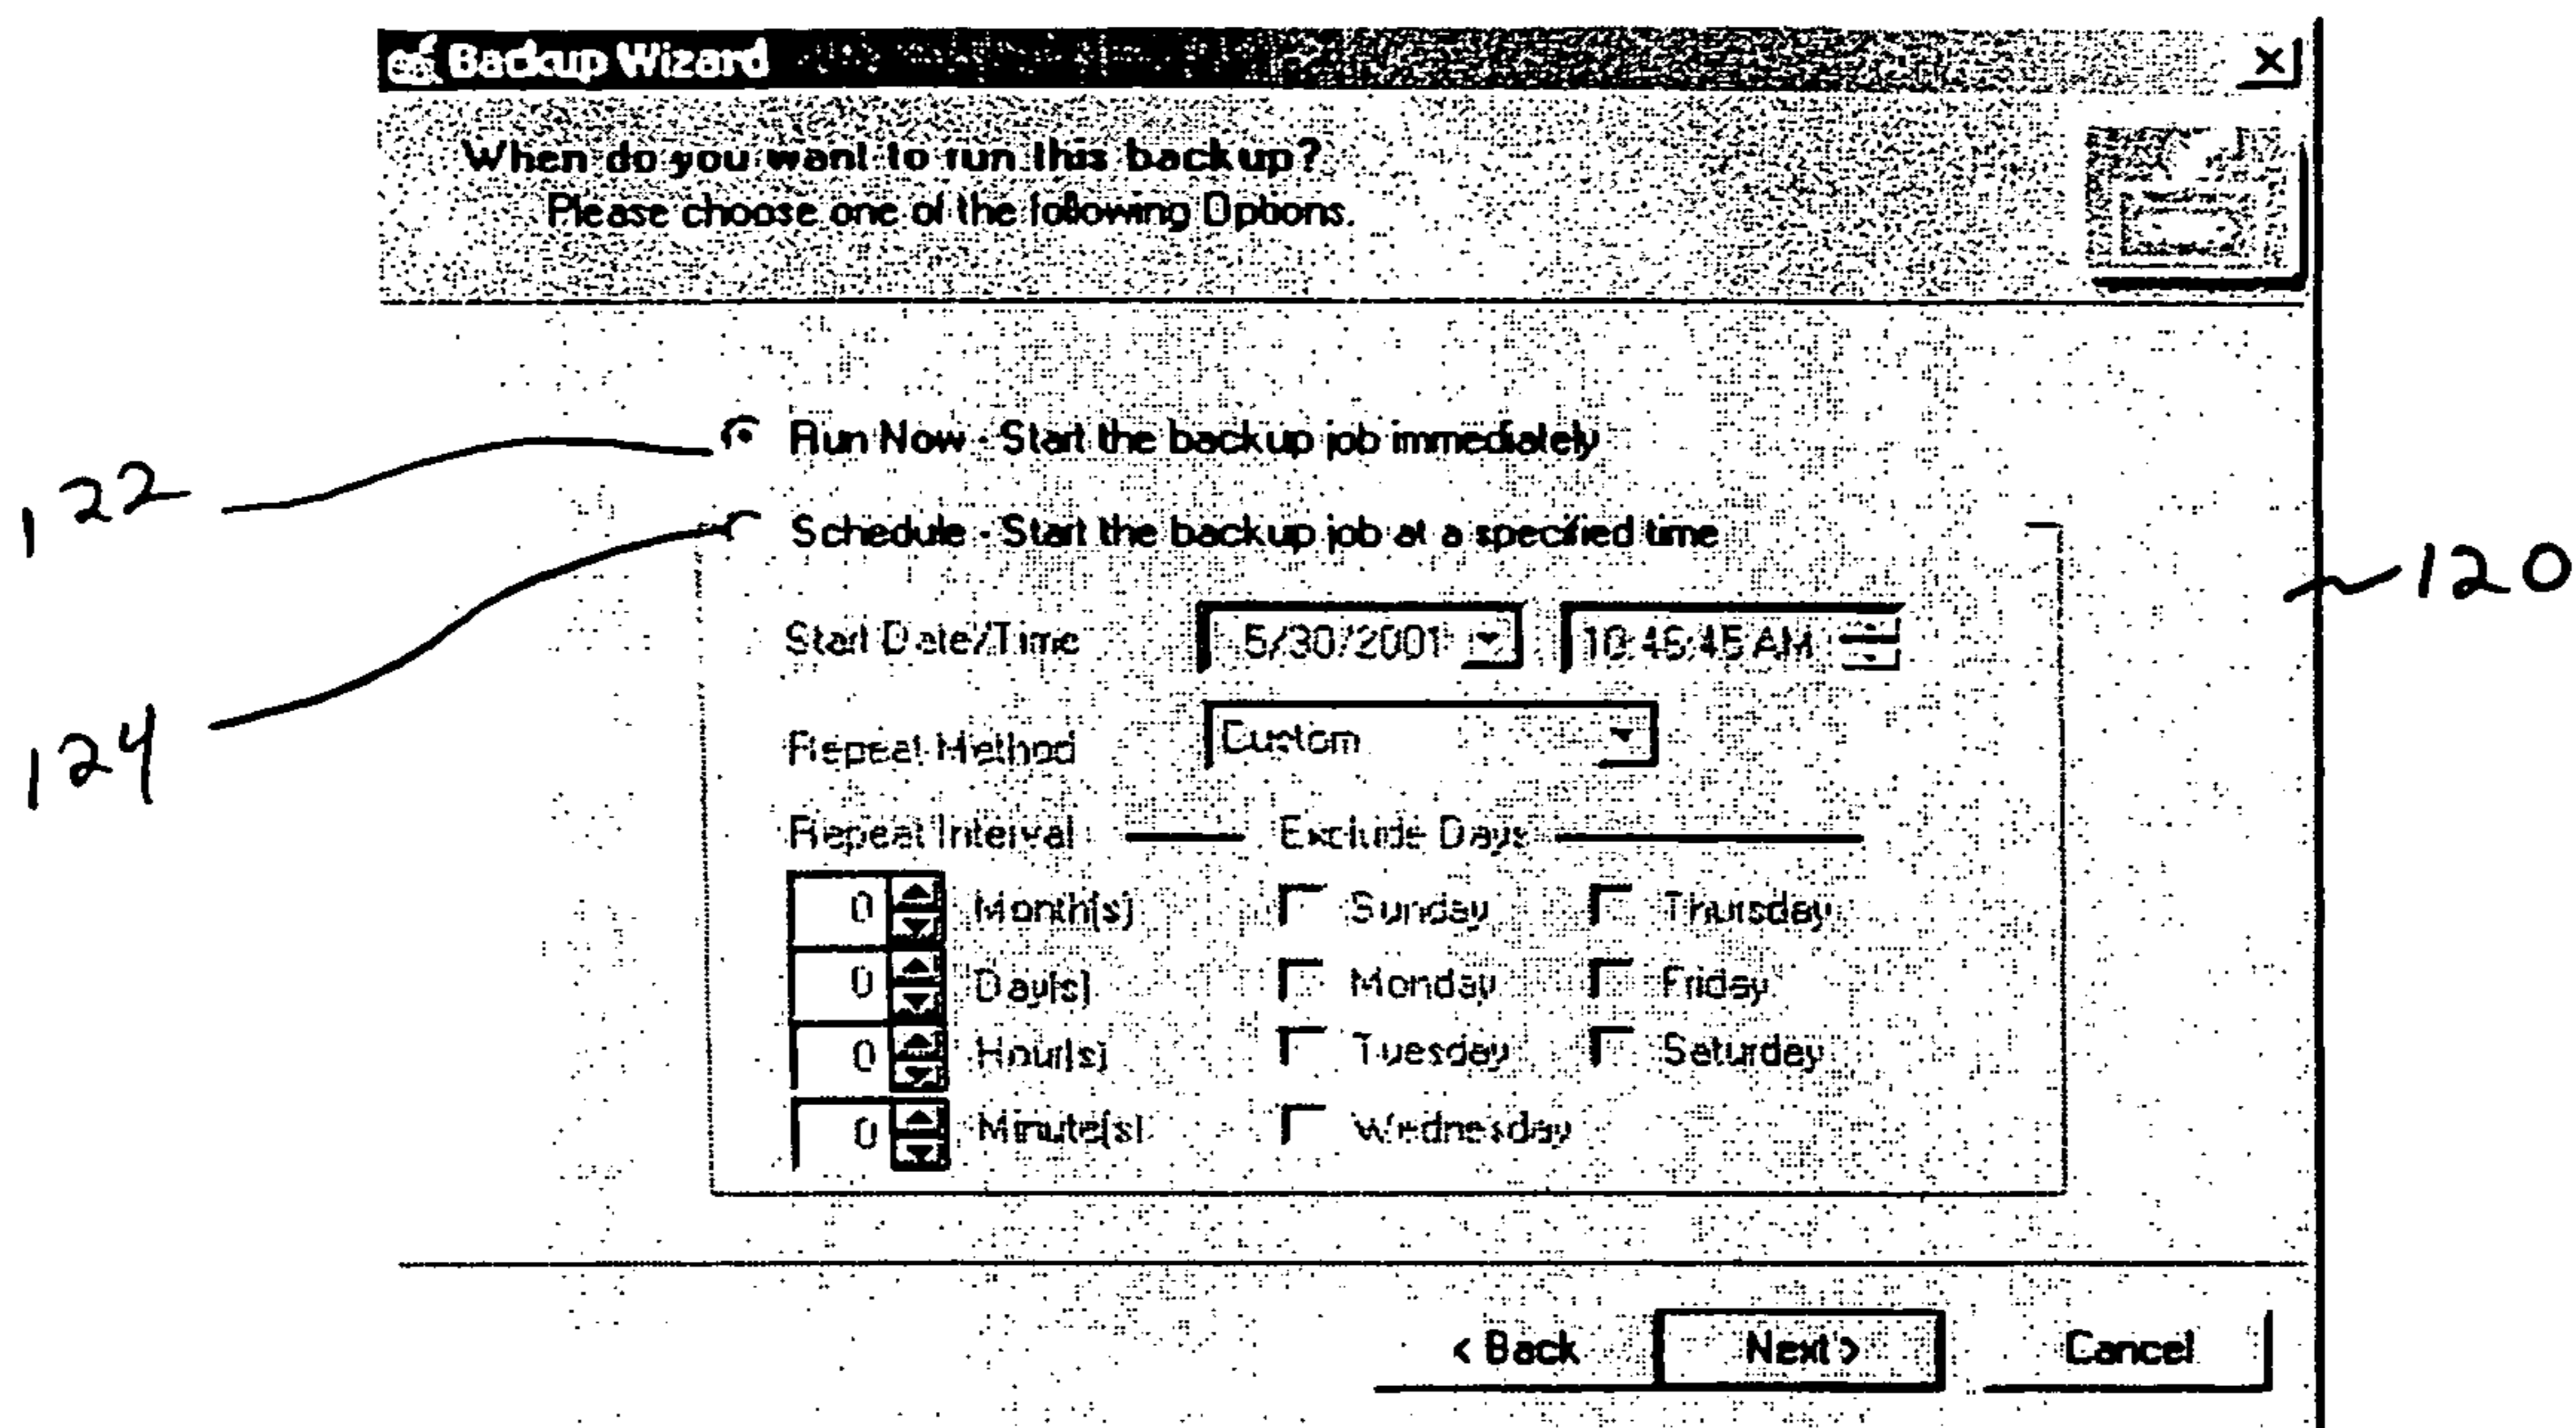 Backup Wizard
When do you want to run this backup?
Please choose one of the following Options.
122
Run Now - Start the backup job immediately
124
Schedule - Start the backup job at a specified time
120
Start Date/Time 5/30/2001 AM
Repeat Method Custom
Repeat Interval Exclude Days
0 Month(s) Sunday Thursday
0 Day(s) Monday Friday
0 Hour(s) Tuesday Saturday
0 Minute(s) Wednesday
< Back Next > Cancel